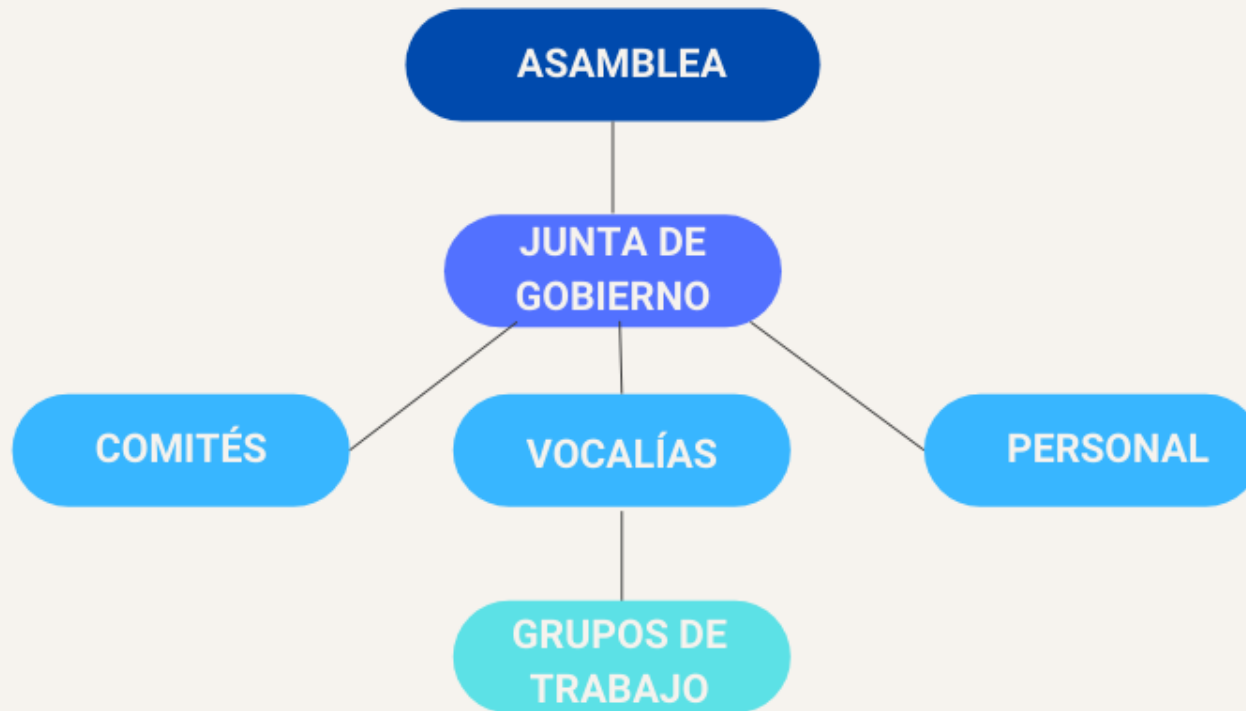 ASAMBLEA
JUNTA DE
GOBIERNO
COMITÉS
VOCALÍAS
PERSONAL
GRUPOS DE
TRABAJO